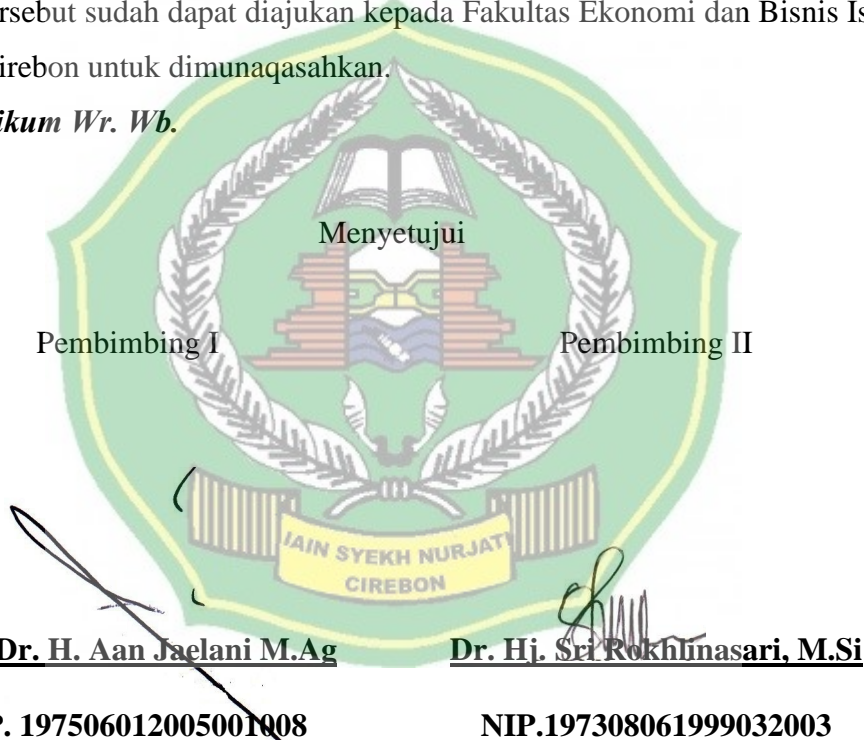 rsebut sudah dapat diajukan kepada Fakultas Ekonomi dan Bisnis Is
irebon untuk dimunaqasahkan.
ikum Wr. Wb.
Menyetujui
Pembimbing I Pembimbing II
IAIN SYEKH NURJATI
CIREBON
Dr. H. Aan Jaelani M.Ag Dr. Hj. Sri Rokhlinasari, M.Si
P. 197506012005001008 NIP.197308061999032003